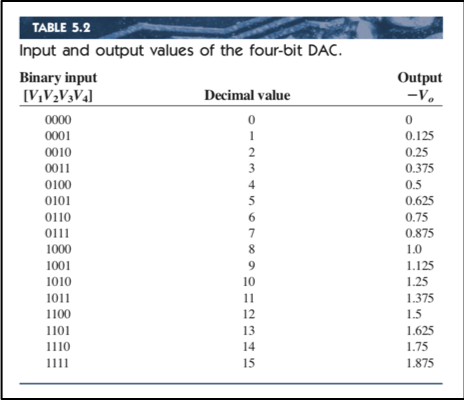 TABLE 5.2
Input and output values of the four-bit DAC.
Binary input Output
[V₁V₂V₃V₄] Decimal value −Vₒ
0000 0 0
0001 1 0.125
0010 2 0.25
0011 3 0.375
0100 4 0.5
0101 5 0.625
0110 6 0.75
0111 7 0.875
1000 8 1.0
1001 9 1.125
1010 10 1.25
1011 11 1.375
1100 12 1.5
1101 13 1.625
1110 14 1.75
1111 15 1.875